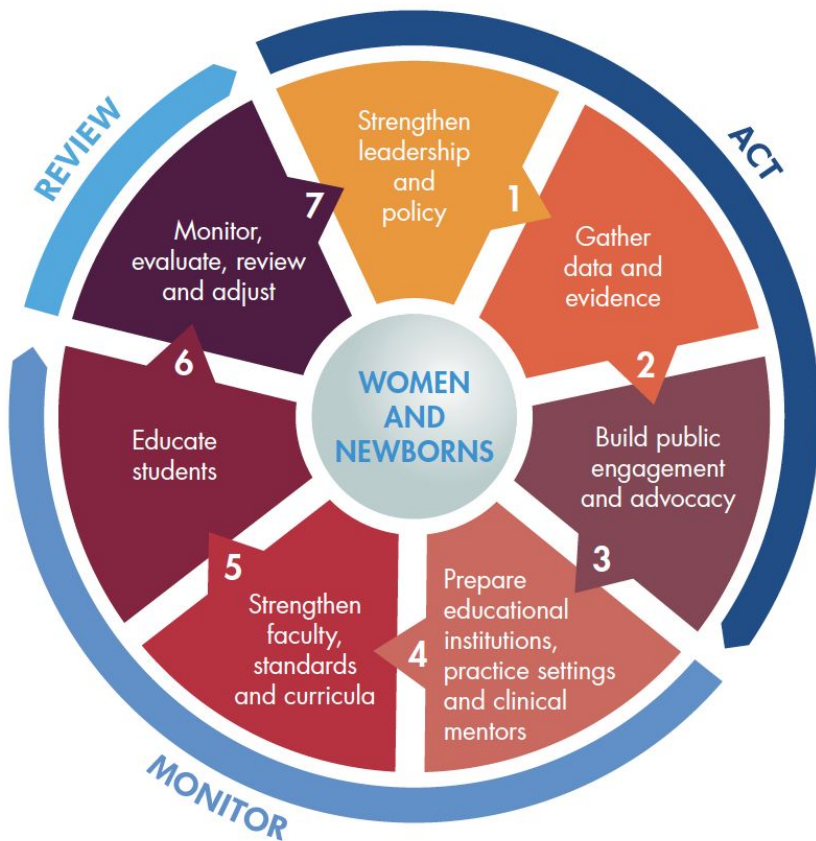 ACT
Strengthen
leadership
and
policy
1
Gather
data and
evidence
2
Build public
engagement
and advocacy
3
Prepare
educational
institutions,
practice settings
and clinical
mentors
4
Strengthen
faculty,
standards
and curricula
5
Educate
students
6
Monitor,
evaluate, review
and adjust
7
WOMEN
AND
NEWBORNS
MONITOR
REVIEW